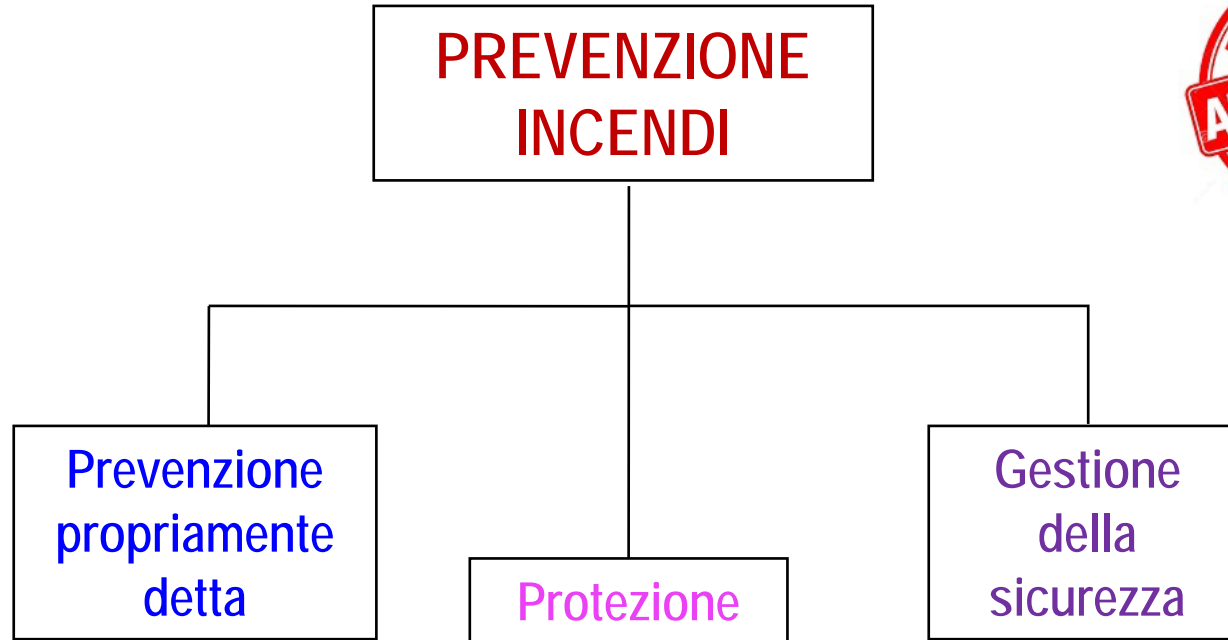 PREVENZIONE
INCENDI
Prevenzione
propriamente
detta
Protezione
Gestione
della
sicurezza